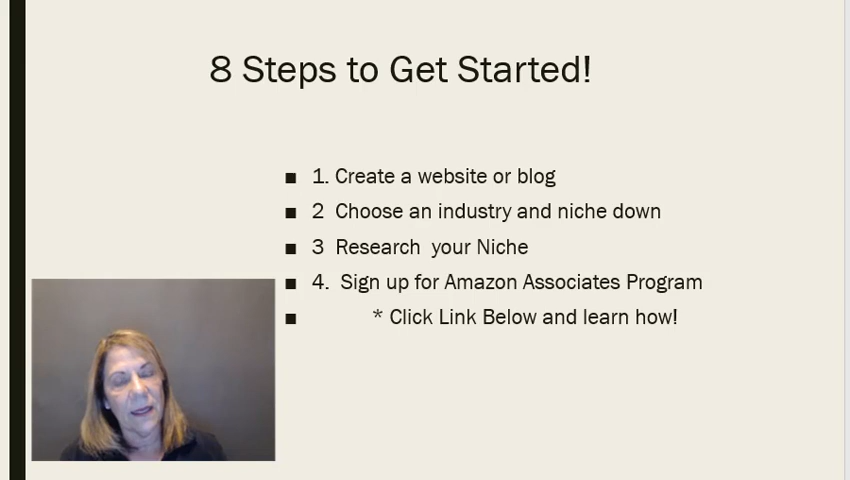 8 Steps to Get Started!
1. Create a website or blog
2 Choose an industry and niche down
3 Research your Niche
4. Sign up for Amazon Associates Program
* Click Link Below and learn how!